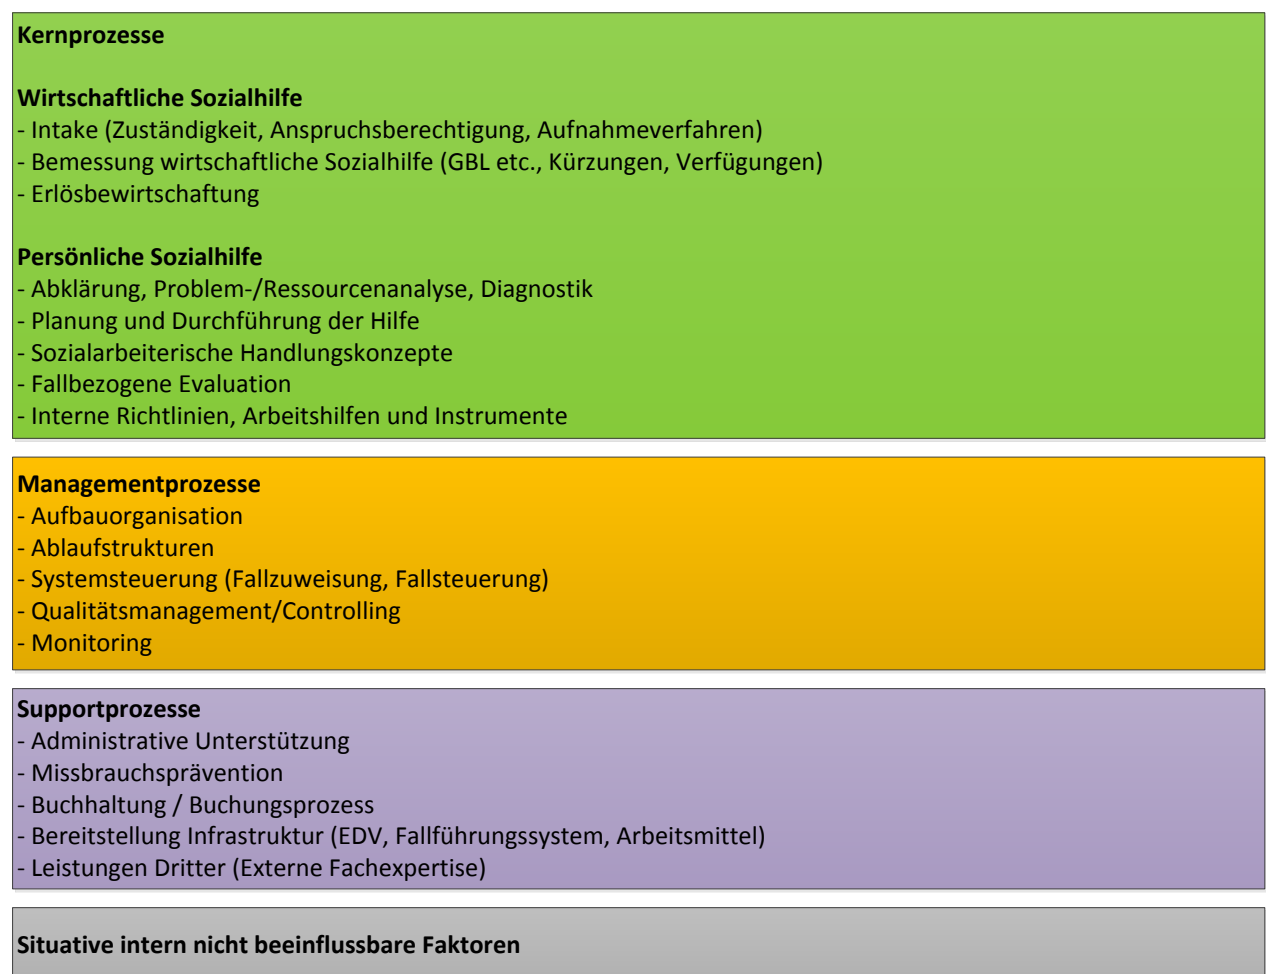 Kernprozesse
Wirtschaftliche Sozialhilfe
- Intake (Zuständigkeit, Anspruchsberechtigung, Aufnahmeverfahren)
- Bemessung wirtschaftliche Sozialhilfe (GBL etc., Kürzungen, Verfügungen)
- Erlösbewirtschaftung
Persönliche Sozialhilfe
- Abklärung, Problem-/Ressourcenanalyse, Diagnostik
- Planung und Durchführung der Hilfe
- Sozialarbeiterische Handlungskonzepte
- Fallbezogene Evaluation
- Interne Richtlinien, Arbeitshilfen und Instrumente
Managementprozesse
- Aufbauorganisation
- Ablaufstrukturen
- Systemsteuerung (Fallzuweisung, Fallsteuerung)
- Qualitätsmanagement/Controlling
- Monitoring
Supportprozesse
- Administrative Unterstützung
- Missbrauchsprävention
- Buchhaltung / Buchungsprozess
- Bereitstellung Infrastruktur (EDV, Fallführungssystem, Arbeitsmittel)
- Leistungen Dritter (Externe Fachexpertise)
Situative intern nicht beeinflussbare Faktoren